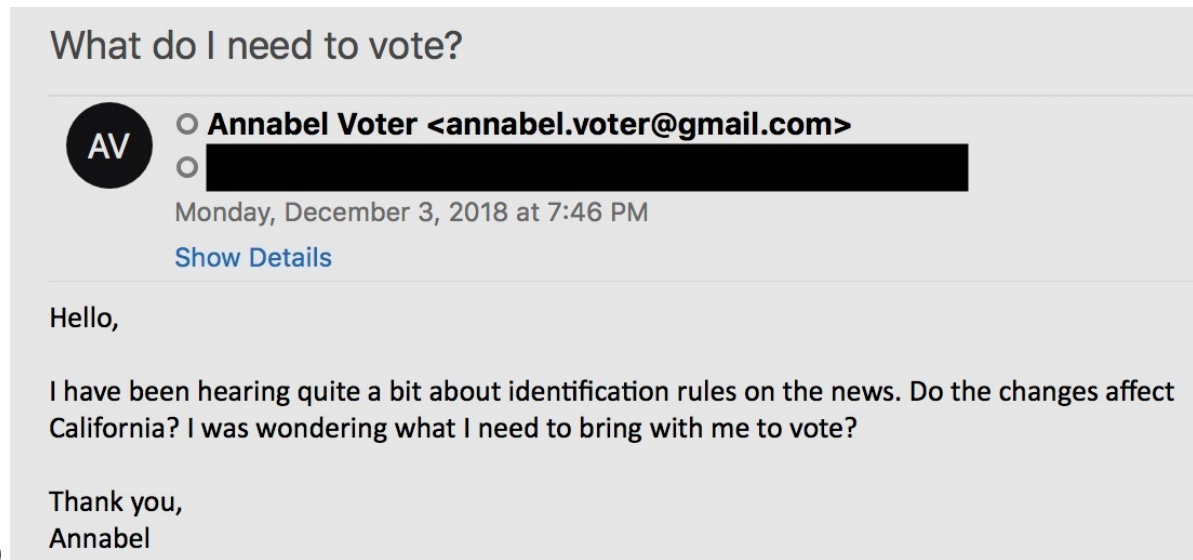 What do I need to vote?
AV
Annabel Voter <annabel.voter@gmail.com>
Monday, December 3, 2018 at 7:46 PM
Show Details
Hello,
I have been hearing quite a bit about identification rules on the news. Do the changes affect
California? I was wondering what I need to bring with me to vote?
Thank you,
Annabel